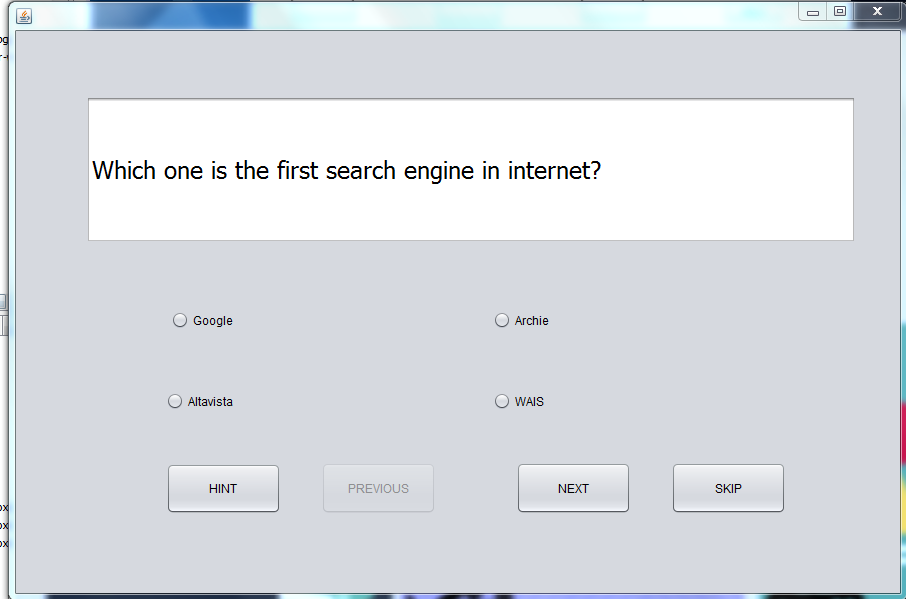 Which one is the first search engine in internet?
Google
Archie
Altavista
WAIS
HINT
PREVIOUS
NEXT
SKIP